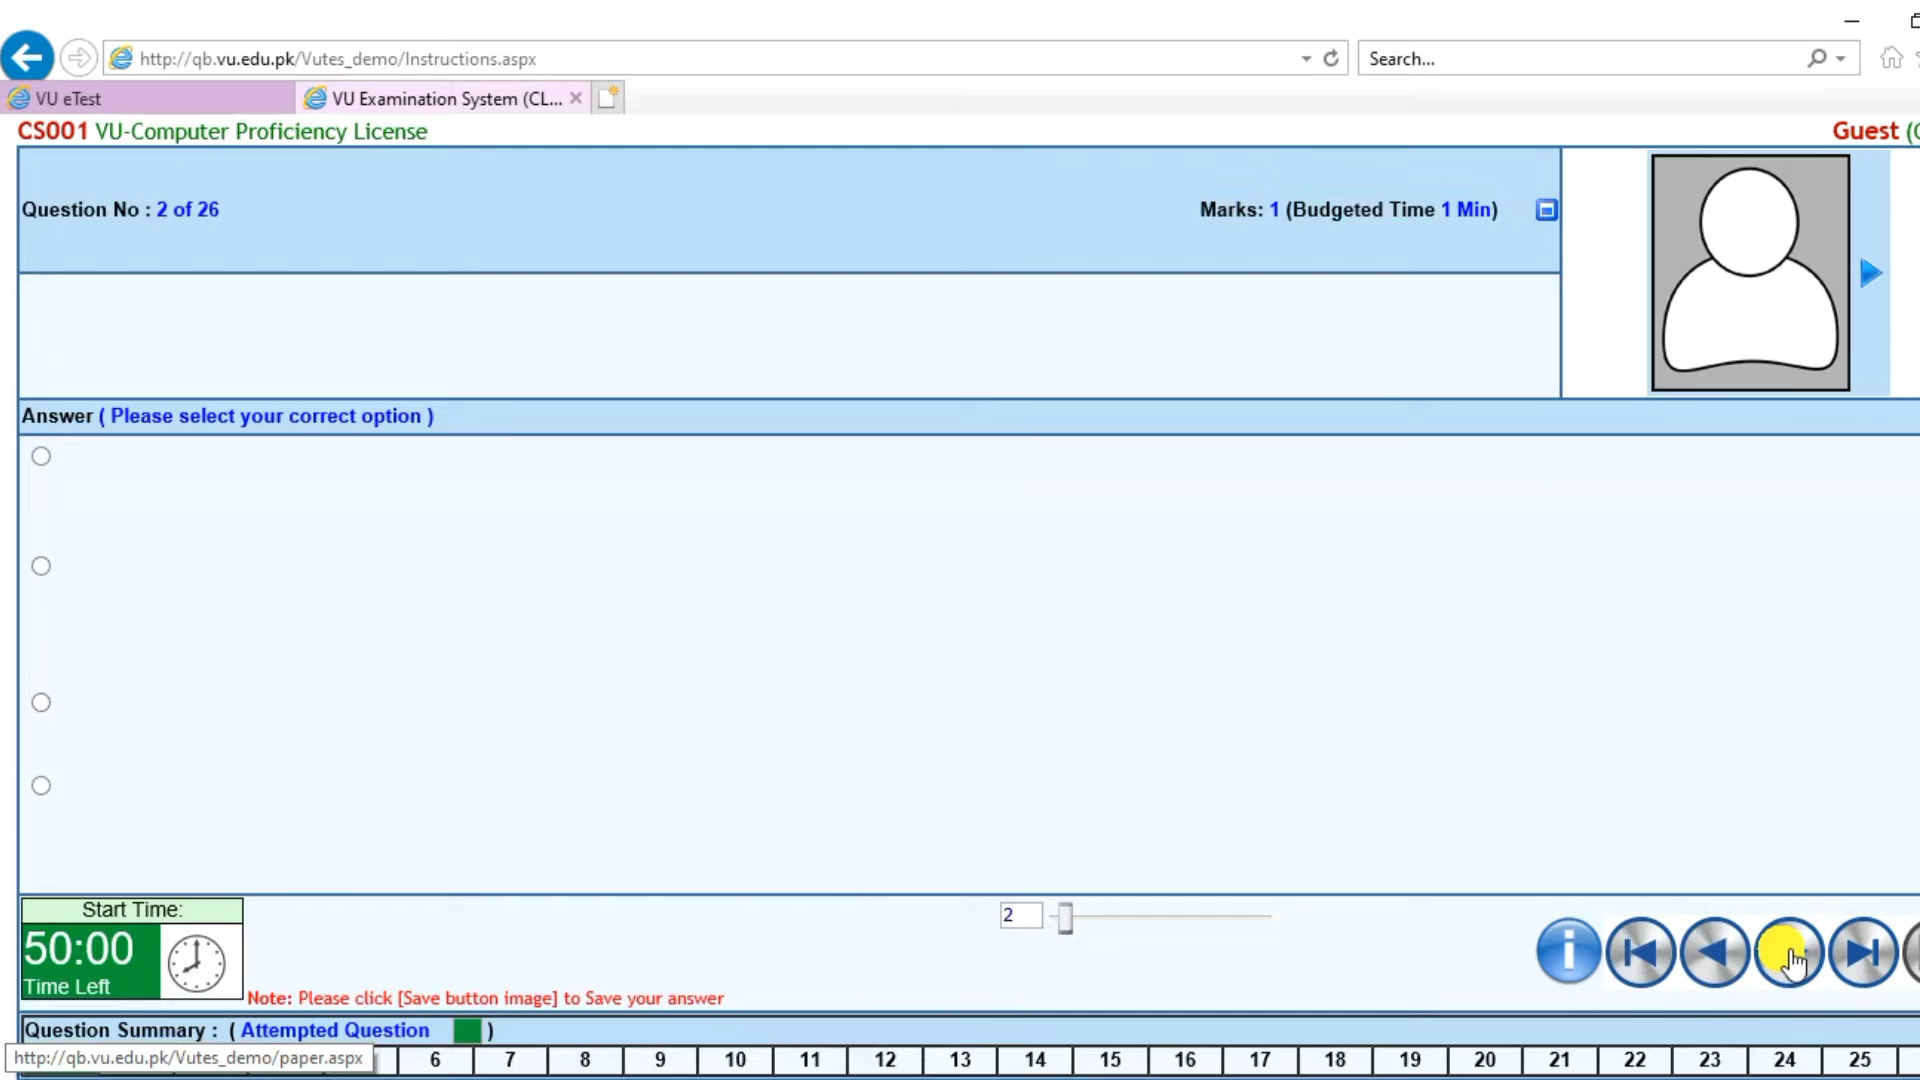 http://qb.vu.edu.pk/Vutes_demo/Instructions.aspx
Search...
VU eTest
VU Examination System (CL...
CS001 VU-Computer Proficiency License
Guest
Question No : 2 of 26
Marks: 1 (Budgeted Time 1 Min)
Answer ( Please select your correct option )
Start Time:
50:00
Time Left
2
Note: Please click [Save button image] to Save your answer
Question Summary : ( Attempted Question )
http://qb.vu.edu.pk/Vutes_demo/paper.aspx
6 7 8 9 10 11 12 13 14 15 16 17 18 19 20 21 22 23 24 25